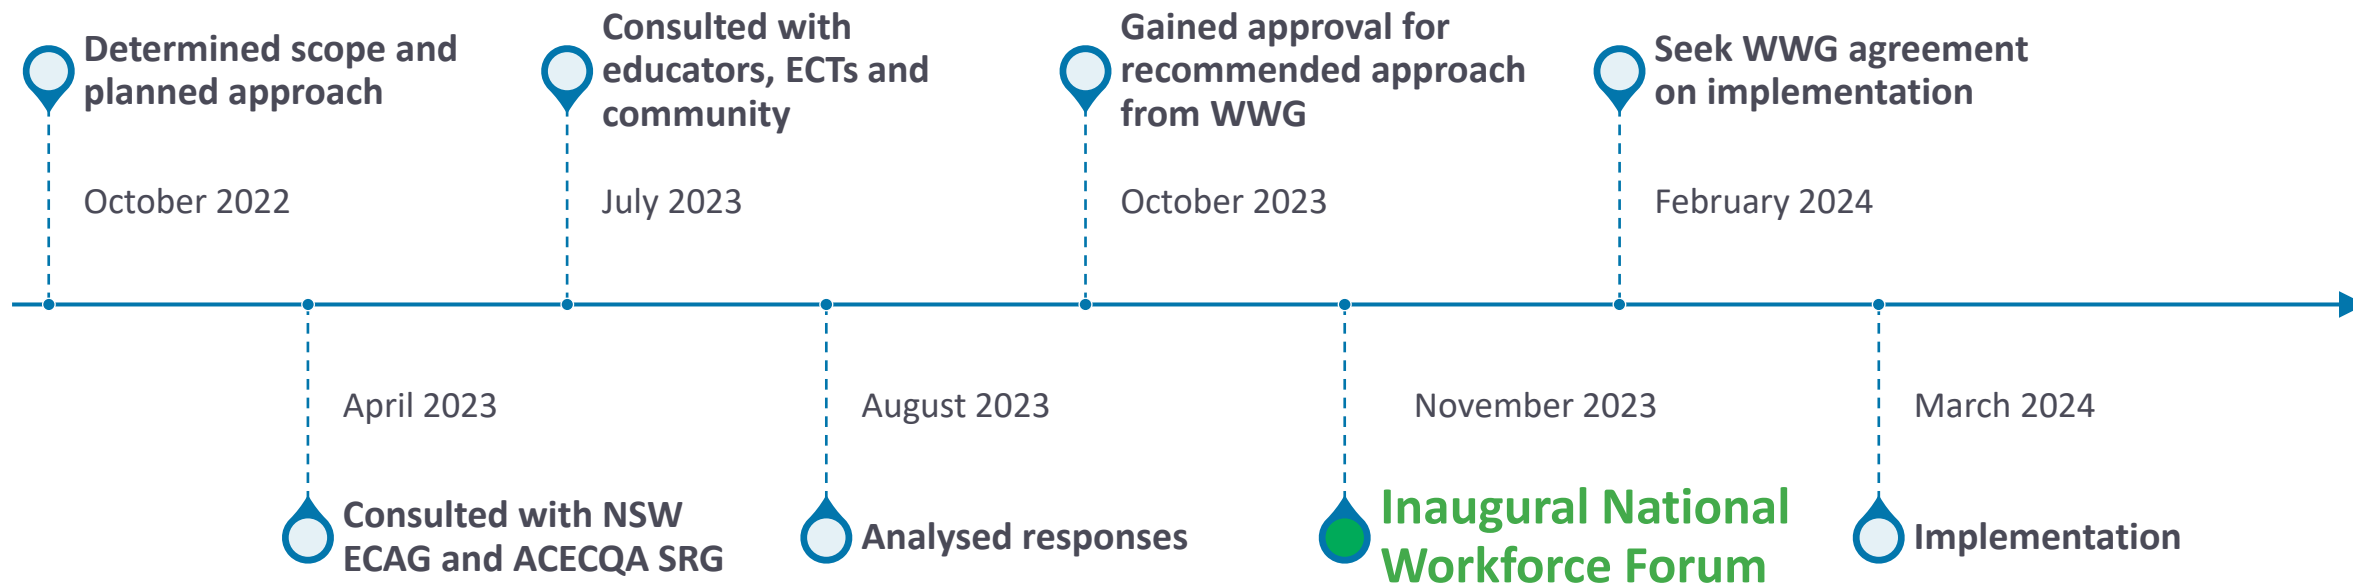 Determined scope and
planned approach
October 2022
Consulted with NSW
ECAG and ACECQA SRG
April 2023
Consulted with
educators, ECTs and
community
July 2023
Analysed responses
August 2023
Gained approval for
recommended approach
from WWG
October 2023
Inaugural National
Workforce Forum
November 2023
Seek WWG agreement
on implementation
February 2024
Implementation
March 2024